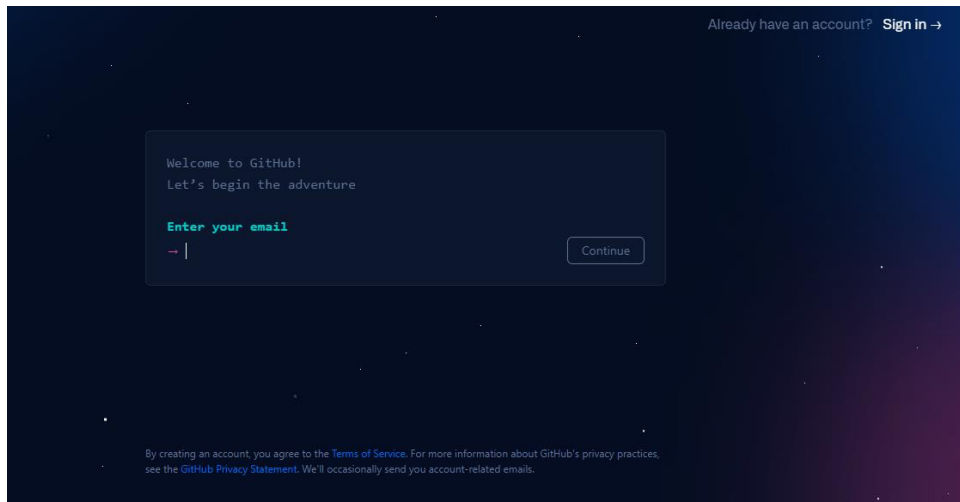 Already have an account? Sign in →
Welcome to GitHub!
Let’s begin the adventure
Enter your email
→
Continue
By creating an account, you agree to the Terms of Service. For more information about GitHub's privacy practices,
see the GitHub Privacy Statement. We'll occasionally send you account-related emails.